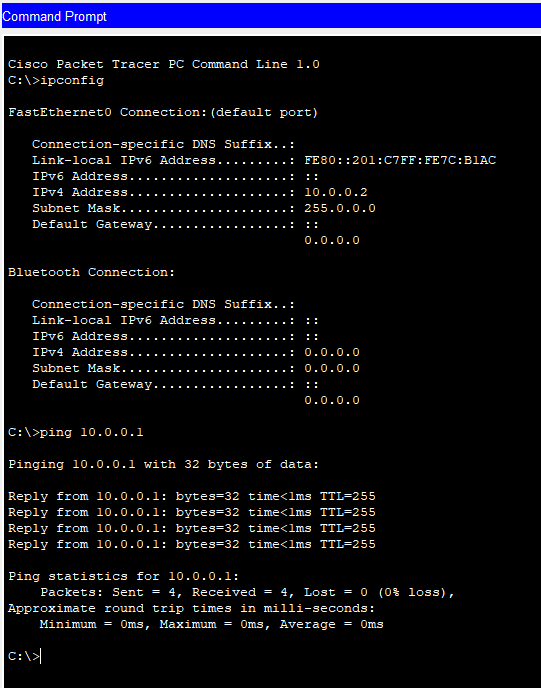 Command Prompt
Cisco Packet Tracer PC Command Line 1.0
C:\>ipconfig
FastEthernet0 Connection:(default port)
Connection-specific DNS Suffix..:
Link-local IPv6 Address.........: FE80::201:C7FF:FE7C:B1AC
IPv6 Address....................: ::
IPv4 Address....................: 10.0.0.2
Subnet Mask.....................: 255.0.0.0
Default Gateway.................: ::
0.0.0.0
Bluetooth Connection:
Connection-specific DNS Suffix..:
Link-local IPv6 Address.........: ::
IPv6 Address....................: ::
IPv4 Address....................: 0.0.0.0
Subnet Mask.....................: 0.0.0.0
Default Gateway.................: ::
0.0.0.0
C:\>ping 10.0.0.1
Pinging 10.0.0.1 with 32 bytes of data:
Reply from 10.0.0.1: bytes=32 time<1ms TTL=255
Reply from 10.0.0.1: bytes=32 time<1ms TTL=255
Reply from 10.0.0.1: bytes=32 time<1ms TTL=255
Reply from 10.0.0.1: bytes=32 time<1ms TTL=255
Ping statistics for 10.0.0.1:
Packets: Sent = 4, Received = 4, Lost = 0 (0% loss),
Approximate round trip times in milli-seconds:
Minimum = 0ms, Maximum = 0ms, Average = 0ms
C:\>